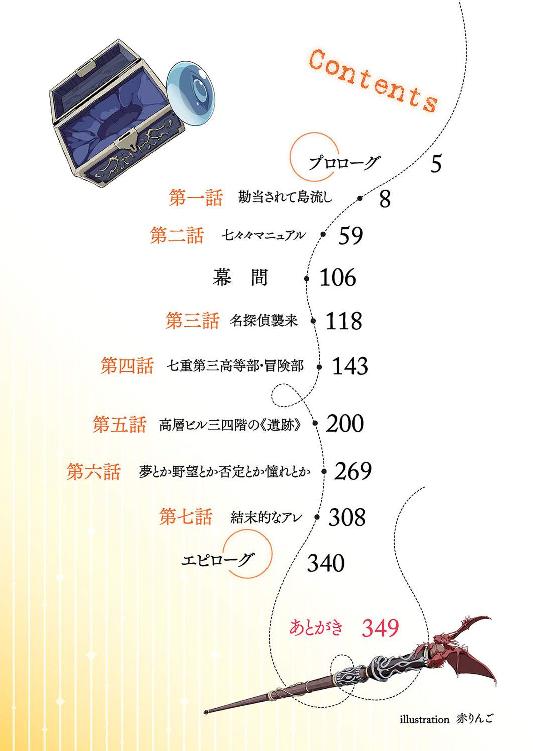 Contents
プロローグ 5
第一話 勘当されて島流し 8
第二話 七々々マニュアル 59
幕 間 106
第三話 名探偵襲来 118
第四話 七重第三高等部・冒険部 143
第五話 高層ビル三四階の《遺跡》 200
第六話 夢とか野望とか否定とか憧れとか 269
第七話 結末的なアレ 308
エピローグ 340
あとがき 349
illustration 赤りんご